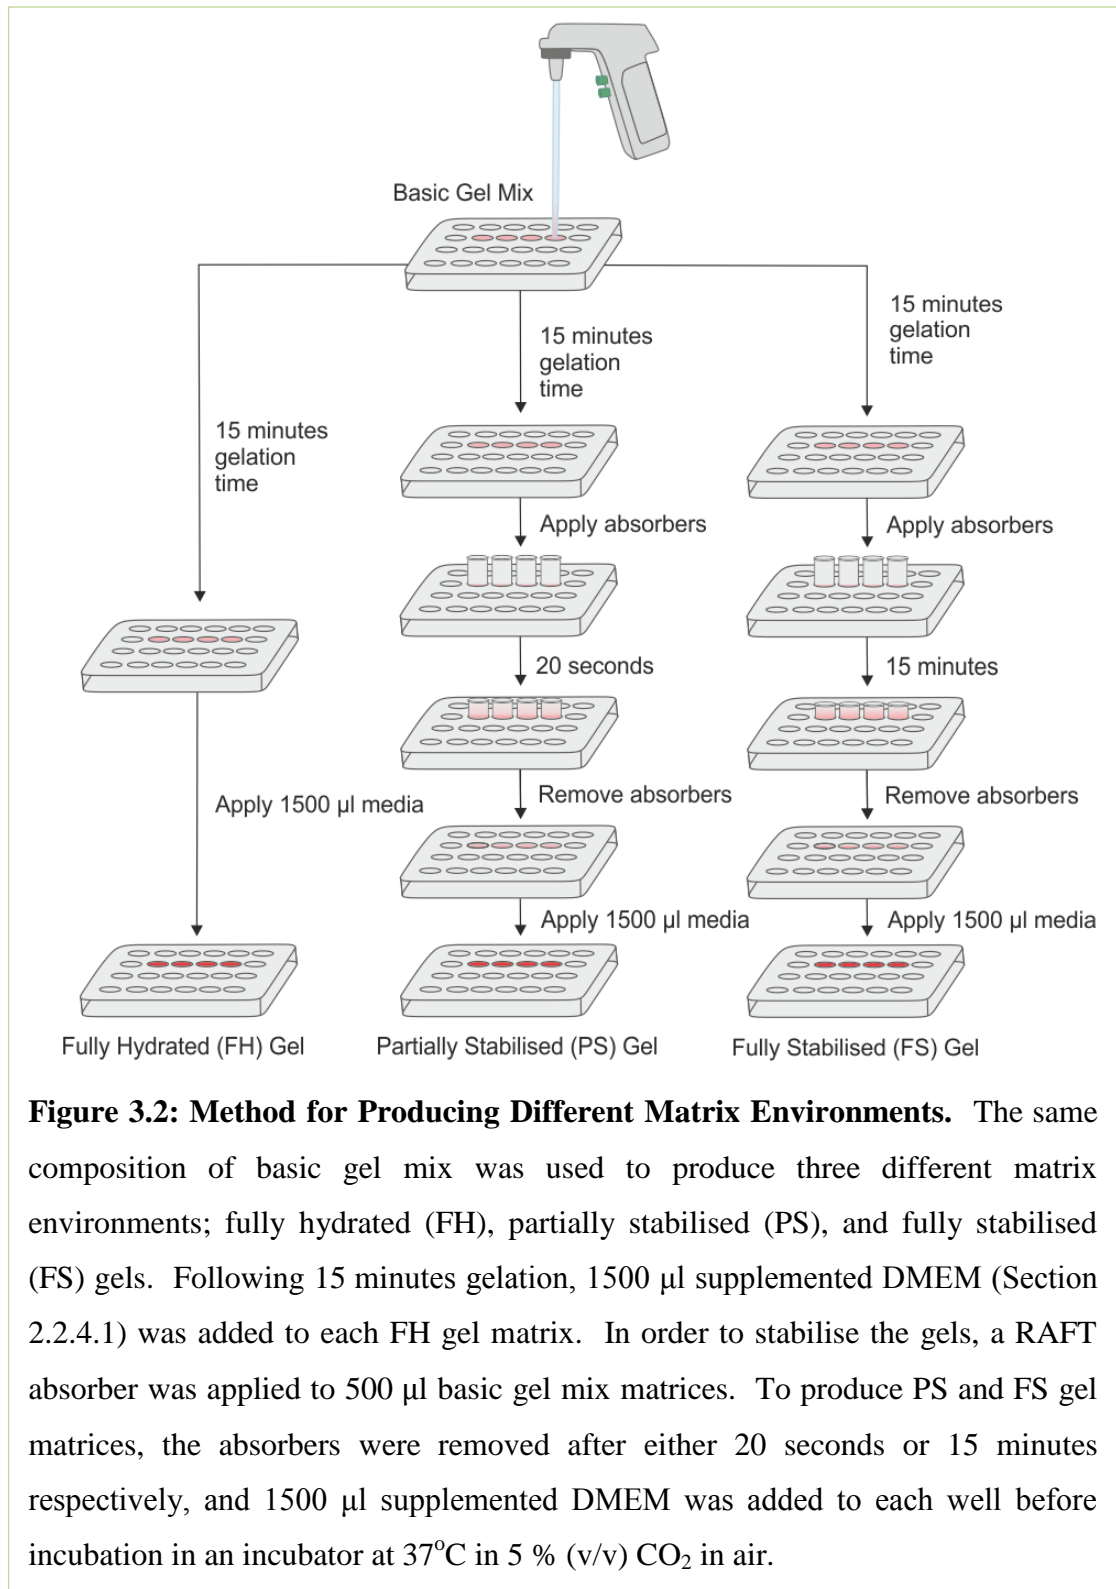 Basic Gel Mix
15 minutes
gelation
time
15 minutes
gelation
time
15 minutes
gelation
time
Apply absorbers
Apply absorbers
20 seconds
15 minutes
Apply 1500 μl media
Remove absorbers
Remove absorbers
Apply 1500 μl media
Apply 1500 μl media
Fully Hydrated (FH) Gel
Partially Stabilised (PS) Gel
Fully Stabilised (FS) Gel
Figure 3.2: Method for Producing Different Matrix Environments. The same
composition of basic gel mix was used to produce three different matrix
environments; fully hydrated (FH), partially stabilised (PS), and fully stabilised
(FS) gels. Following 15 minutes gelation, 1500 μl supplemented DMEM (Section
2.2.4.1) was added to each FH gel matrix. In order to stabilise the gels, a RAFT
absorber was applied to 500 μl basic gel mix matrices. To produce PS and FS gel
matrices, the absorbers were removed after either 20 seconds or 15 minutes
respectively, and 1500 μl supplemented DMEM was added to each well before
incubation in an incubator at 37°C in 5 % (v/v) CO₂ in air.